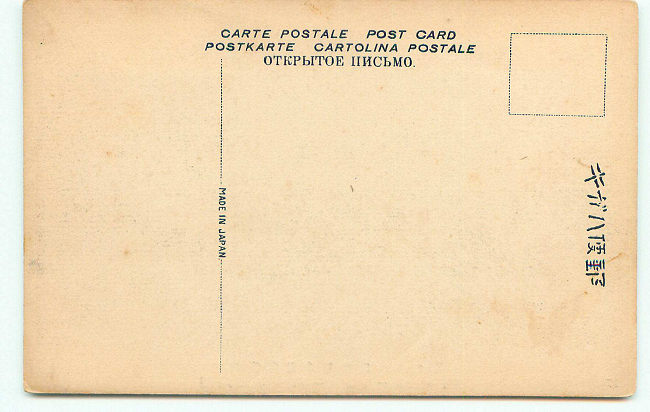 CARTE POSTALE POST CARD
POSTKARTE CARTOLINA POSTALE
ОТКРЫТОЕ ПИСЬМО.
MADE IN JAPAN.
郵便ハガキ